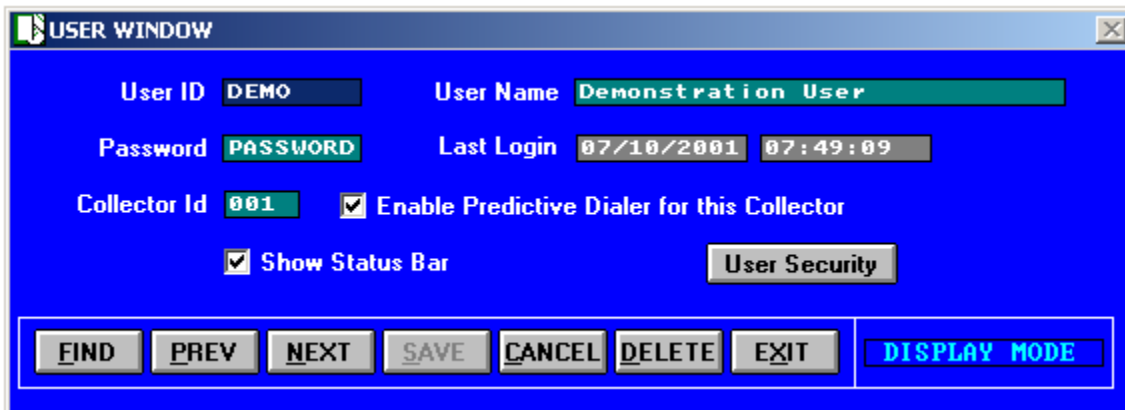 USER WINDOW
User ID DEMO User Name Demonstration User
Password PASSWORD Last Login 07/10/2001 07:49:09
Collector Id 001 Enable Predictive Dialer for this Collector
Show Status Bar User Security
FIND PREV NEXT SAVE CANCEL DELETE EXIT DISPLAY MODE